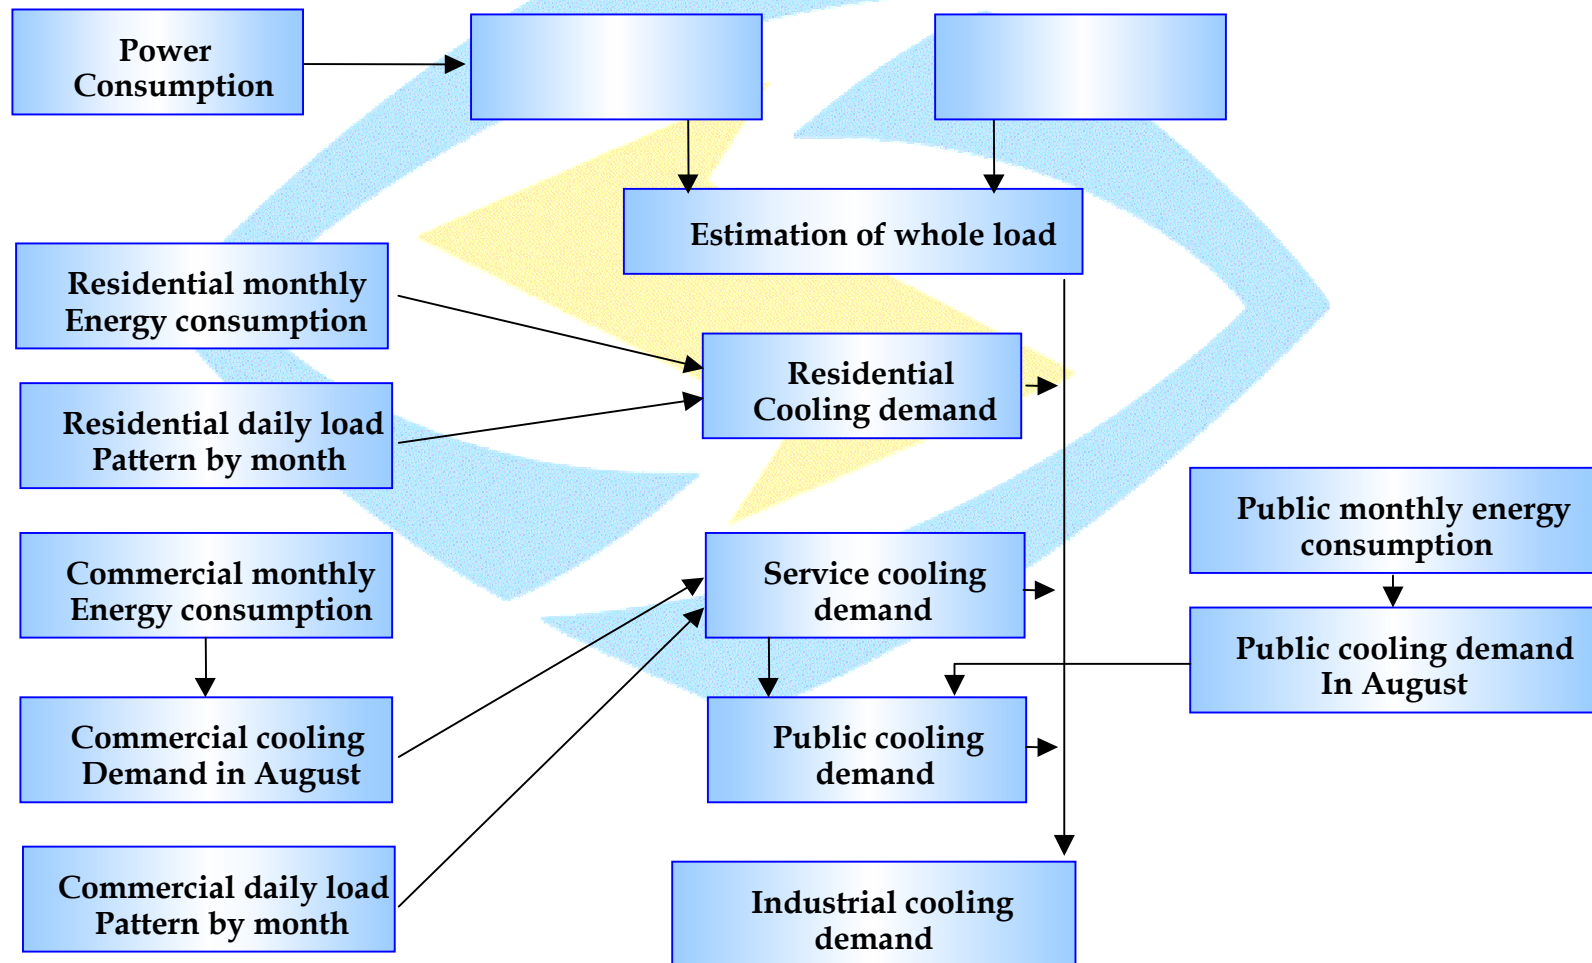 Power
Consumption
Estimation of whole load
Residential monthly
Energy consumption
Residential
Cooling demand
Residential daily load
Pattern by month
Public monthly energy
consumption
Commercial monthly
Energy consumption
Service cooling
demand
Public cooling demand
In August
Commercial cooling
Demand in August
Public cooling
demand
Commercial daily load
Pattern by month
Industrial cooling
demand